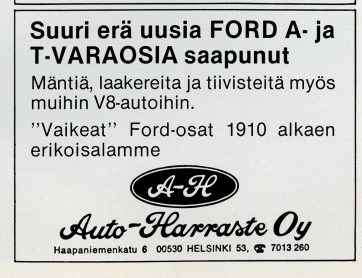 Suuri erä uusia FORD A- ja
T-VARAOSIA saapunut
Mäntiä, laakereita ja tiivisteitä myös
muihin V8-autoihin.
"Vaikeat" Ford-osat 1910 alkaen
erikoisalamme
A-H
Auto-Harraste Oy
Haapaniemenkatu 6 00530 HELSINKI 53, ☎ 7013 260